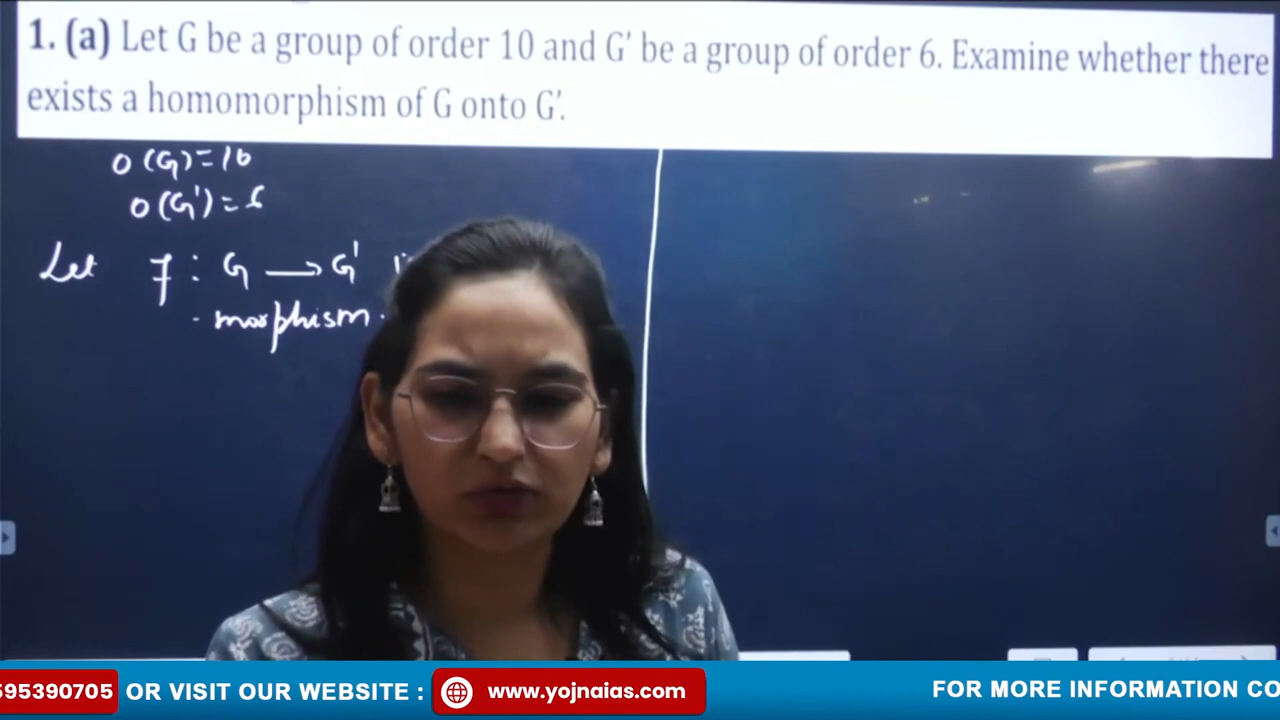 1. (a) Let G be a group of order 10 and G′ be a group of order 6. Examine whether there
exists a homomorphism of G onto G′.
O(G) = 10
O(G') = 6
Let f : G → G'
- morphism.
595390705 OR VISIT OUR WEBSITE : www.yojnaias.com FOR MORE INFORMATION CO